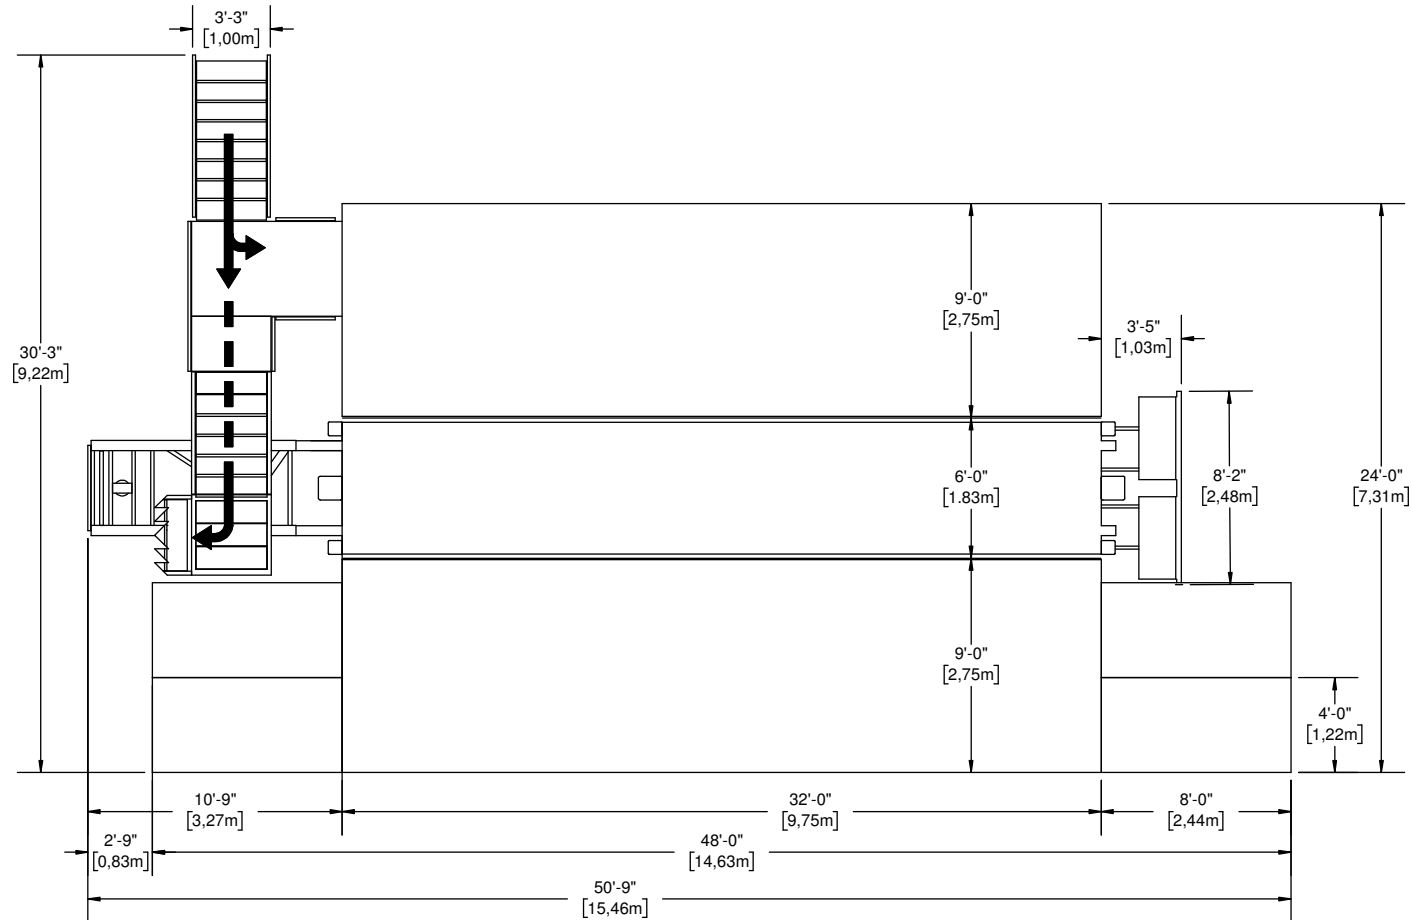 3'-3"
[1,00m]
9'-0"
[2,75m]
3'-5"
[1,03m]
30'-3"
[9,22m]
6'-0"
[1.83m]
8'-2"
[2,48m]
24'-0"
[7,31m]
9'-0"
[2,75m]
4'-0"
[1,22m]
10'-9"
[3,27m]
32'-0"
[9,75m]
8'-0"
[2,44m]
2'-9"
[0,83m]
48'-0"
[14,63m]
50'-9"
[15,46m]